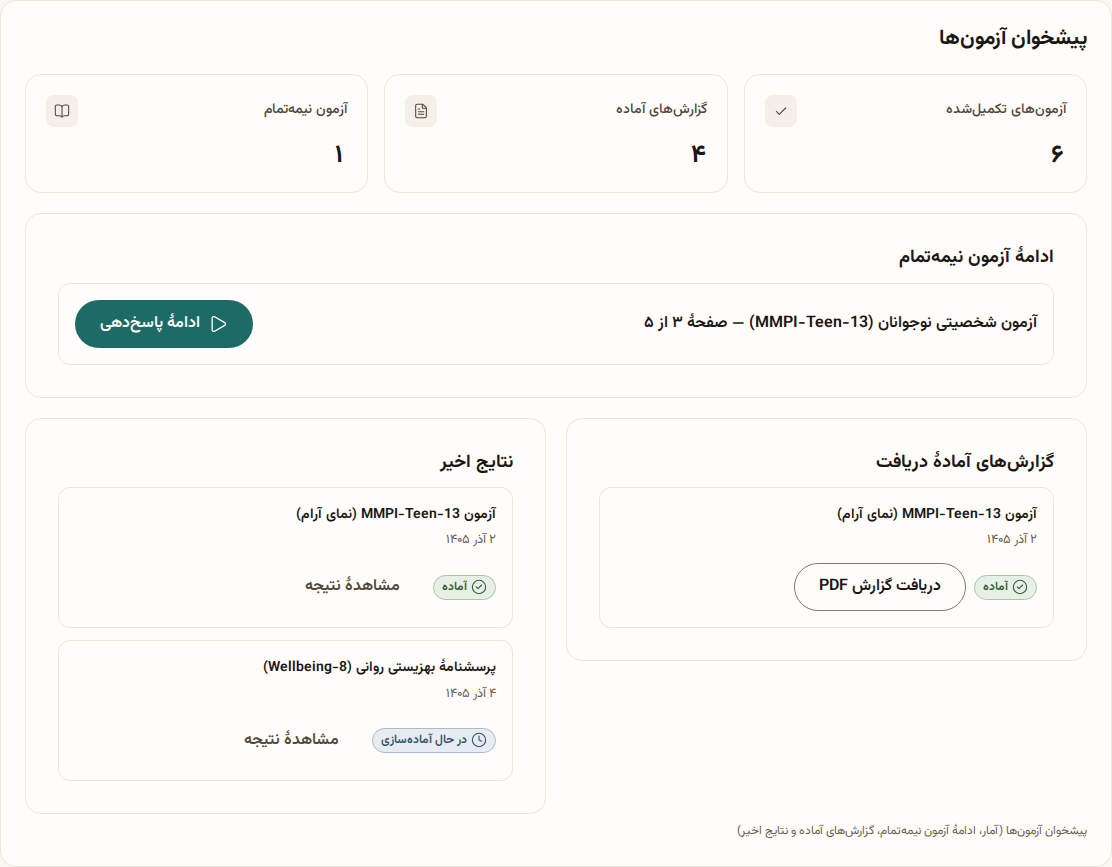 پیشخوان آزمون‌ها
آزمون‌های تکمیل‌شده
۶
گزارش‌های آماده
۴
آزمون نیمه‌تمام
۱
ادامهٔ آزمون نیمه‌تمام
آزمون شخصیتی نوجوانان (MMPI-Teen-13) — صفحهٔ ۳ از ۵
ادامهٔ پاسخ‌دهی
گزارش‌های آمادهٔ دریافت
آزمون MMPI-Teen-13 (نمای آرام)
۲ آذر ۱۴۰۵
آماده
دریافت گزارش PDF
نتایج اخیر
آزمون MMPI-Teen-13 (نمای آرام)
۲ آذر ۱۴۰۵
آماده
مشاهدهٔ نتیجه
پرسشنامهٔ بهزیستی روانی (Wellbeing-8)
۴ آذر ۱۴۰۵
در حال آماده‌سازی
مشاهدهٔ نتیجه
پیشخوان آزمون‌ها (آمار، ادامهٔ آزمون نیمه‌تمام، گزارش‌های آماده و نتایج اخیر)